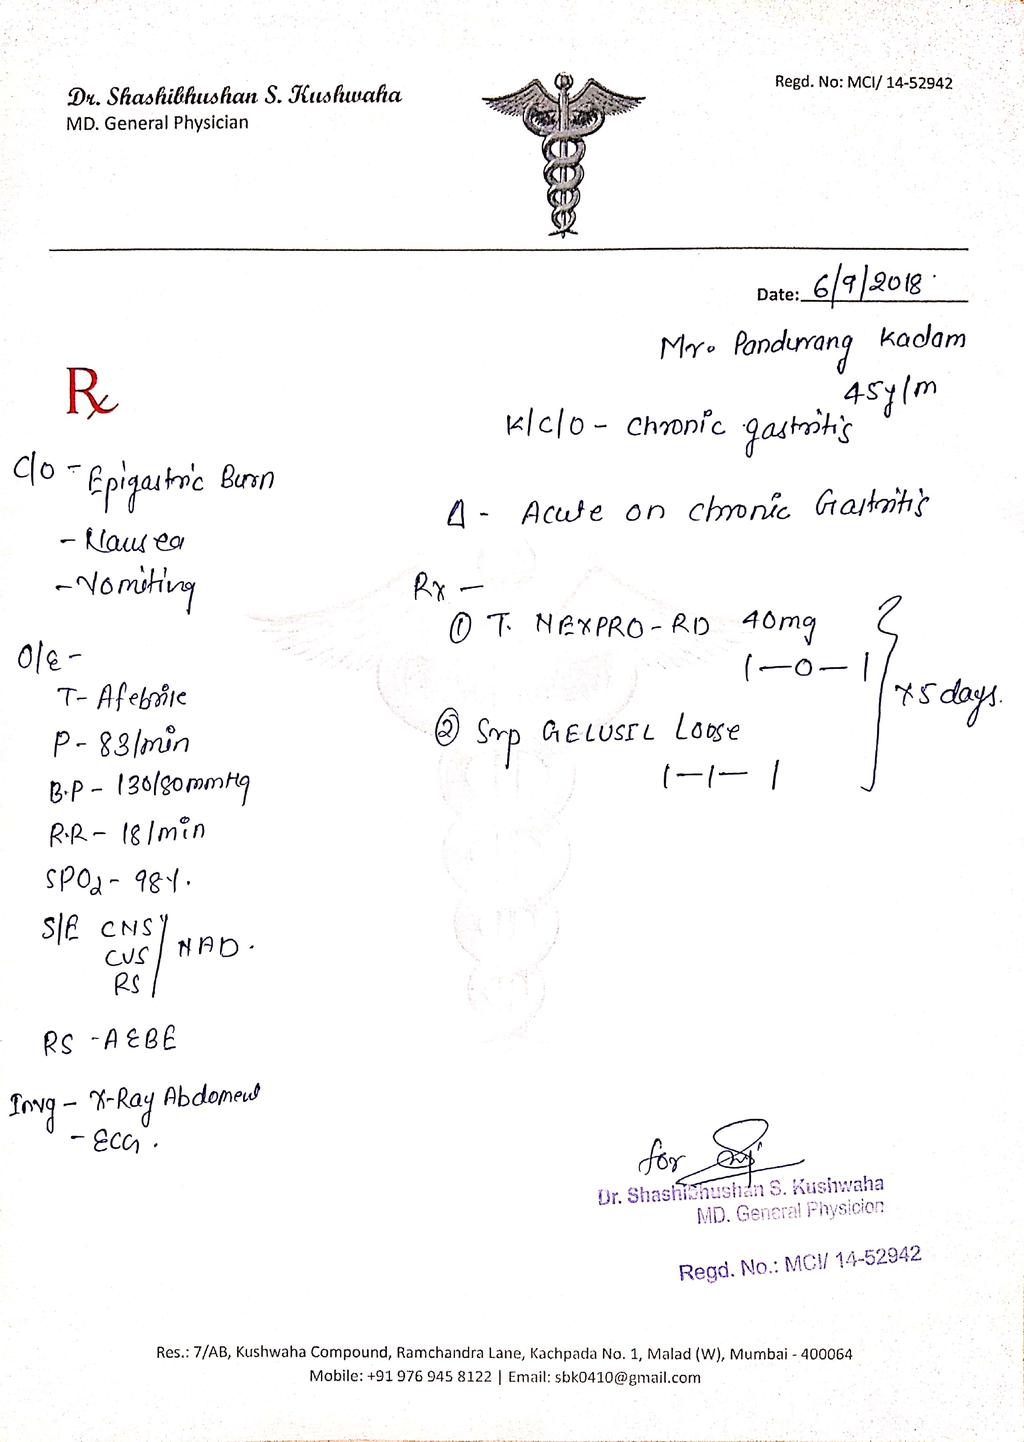 Dr. Shashibhushan S. Kushwaha
MD. General Physician
Regd. No: MCI/ 14-52942
Date: 6/9/2018
Mr. Pandurang Kadam
45y/m
Rx
K/c/o - chronic gastritis
C/o - Epigastric Burn
- Nausea
- Vomiting
Δ - Acute on chronic Gastritis
Rx -
① T. NEXPRO-RD 40mg
1-0-1
② Syrp GELUSIL Loose
1-1-1
x 5 days.
O/E -
T- Afebrile
P - 83/min
B.P - 130/80mmHg
R.R - 18/min
SPO2 - 98%.
S/E CNS
CVS
RS
NAD.
RS - AEBE
Invg - X-Ray Abdomen
- ECG.
for
Dr. Shashibhushan S. Kushwaha
MD. General Physician
Regd. No.: MCI/ 14-52942
Res.: 7/AB, Kushwaha Compound, Ramchandra Lane, Kachpada No. 1, Malad (W), Mumbai - 400064
Mobile: +91 976 945 8122 | Email: sbk0410@gmail.com